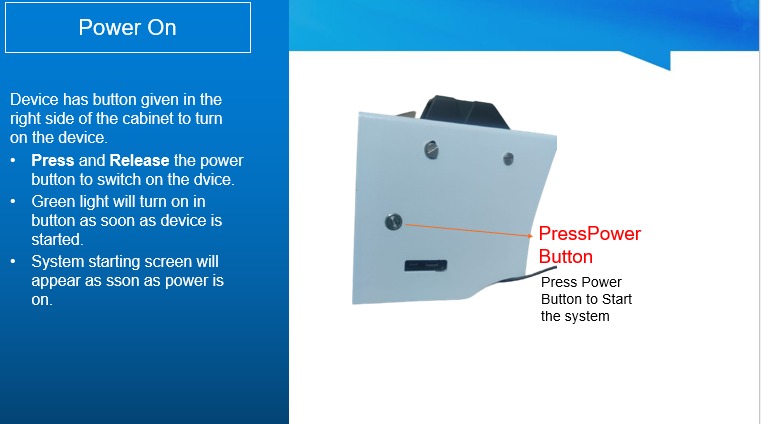 Power On
Device has button given in the
right side of the cabinet to turn
on the device.
• Press and Release the power
button to switch on the dvice.
• Green light will turn on in
button as soon as device is
started.
• System starting screen will
appear as sson as power is
on.
PressPower
Button
Press Power
Button to Start
the system